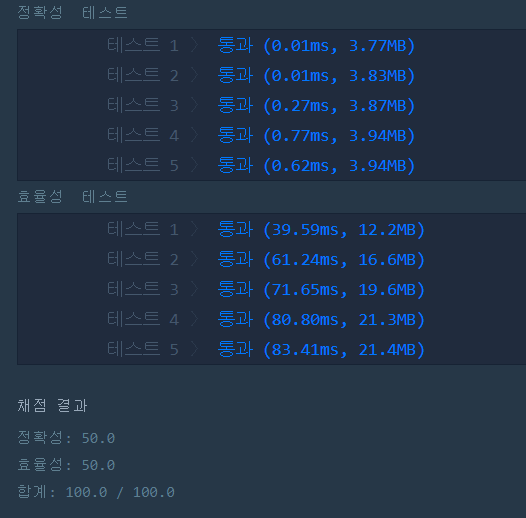 정확성 테스트
테스트 1 〉 통과 (0.01ms, 3.77MB)
테스트 2 〉 통과 (0.01ms, 3.83MB)
테스트 3 〉 통과 (0.27ms, 3.87MB)
테스트 4 〉 통과 (0.77ms, 3.94MB)
테스트 5 〉 통과 (0.62ms, 3.94MB)
효율성 테스트
테스트 1 〉 통과 (39.59ms, 12.2MB)
테스트 2 〉 통과 (61.24ms, 16.6MB)
테스트 3 〉 통과 (71.65ms, 19.6MB)
테스트 4 〉 통과 (80.80ms, 21.3MB)
테스트 5 〉 통과 (83.41ms, 21.4MB)
채점 결과
정확성: 50.0
효율성: 50.0
합계: 100.0 / 100.0